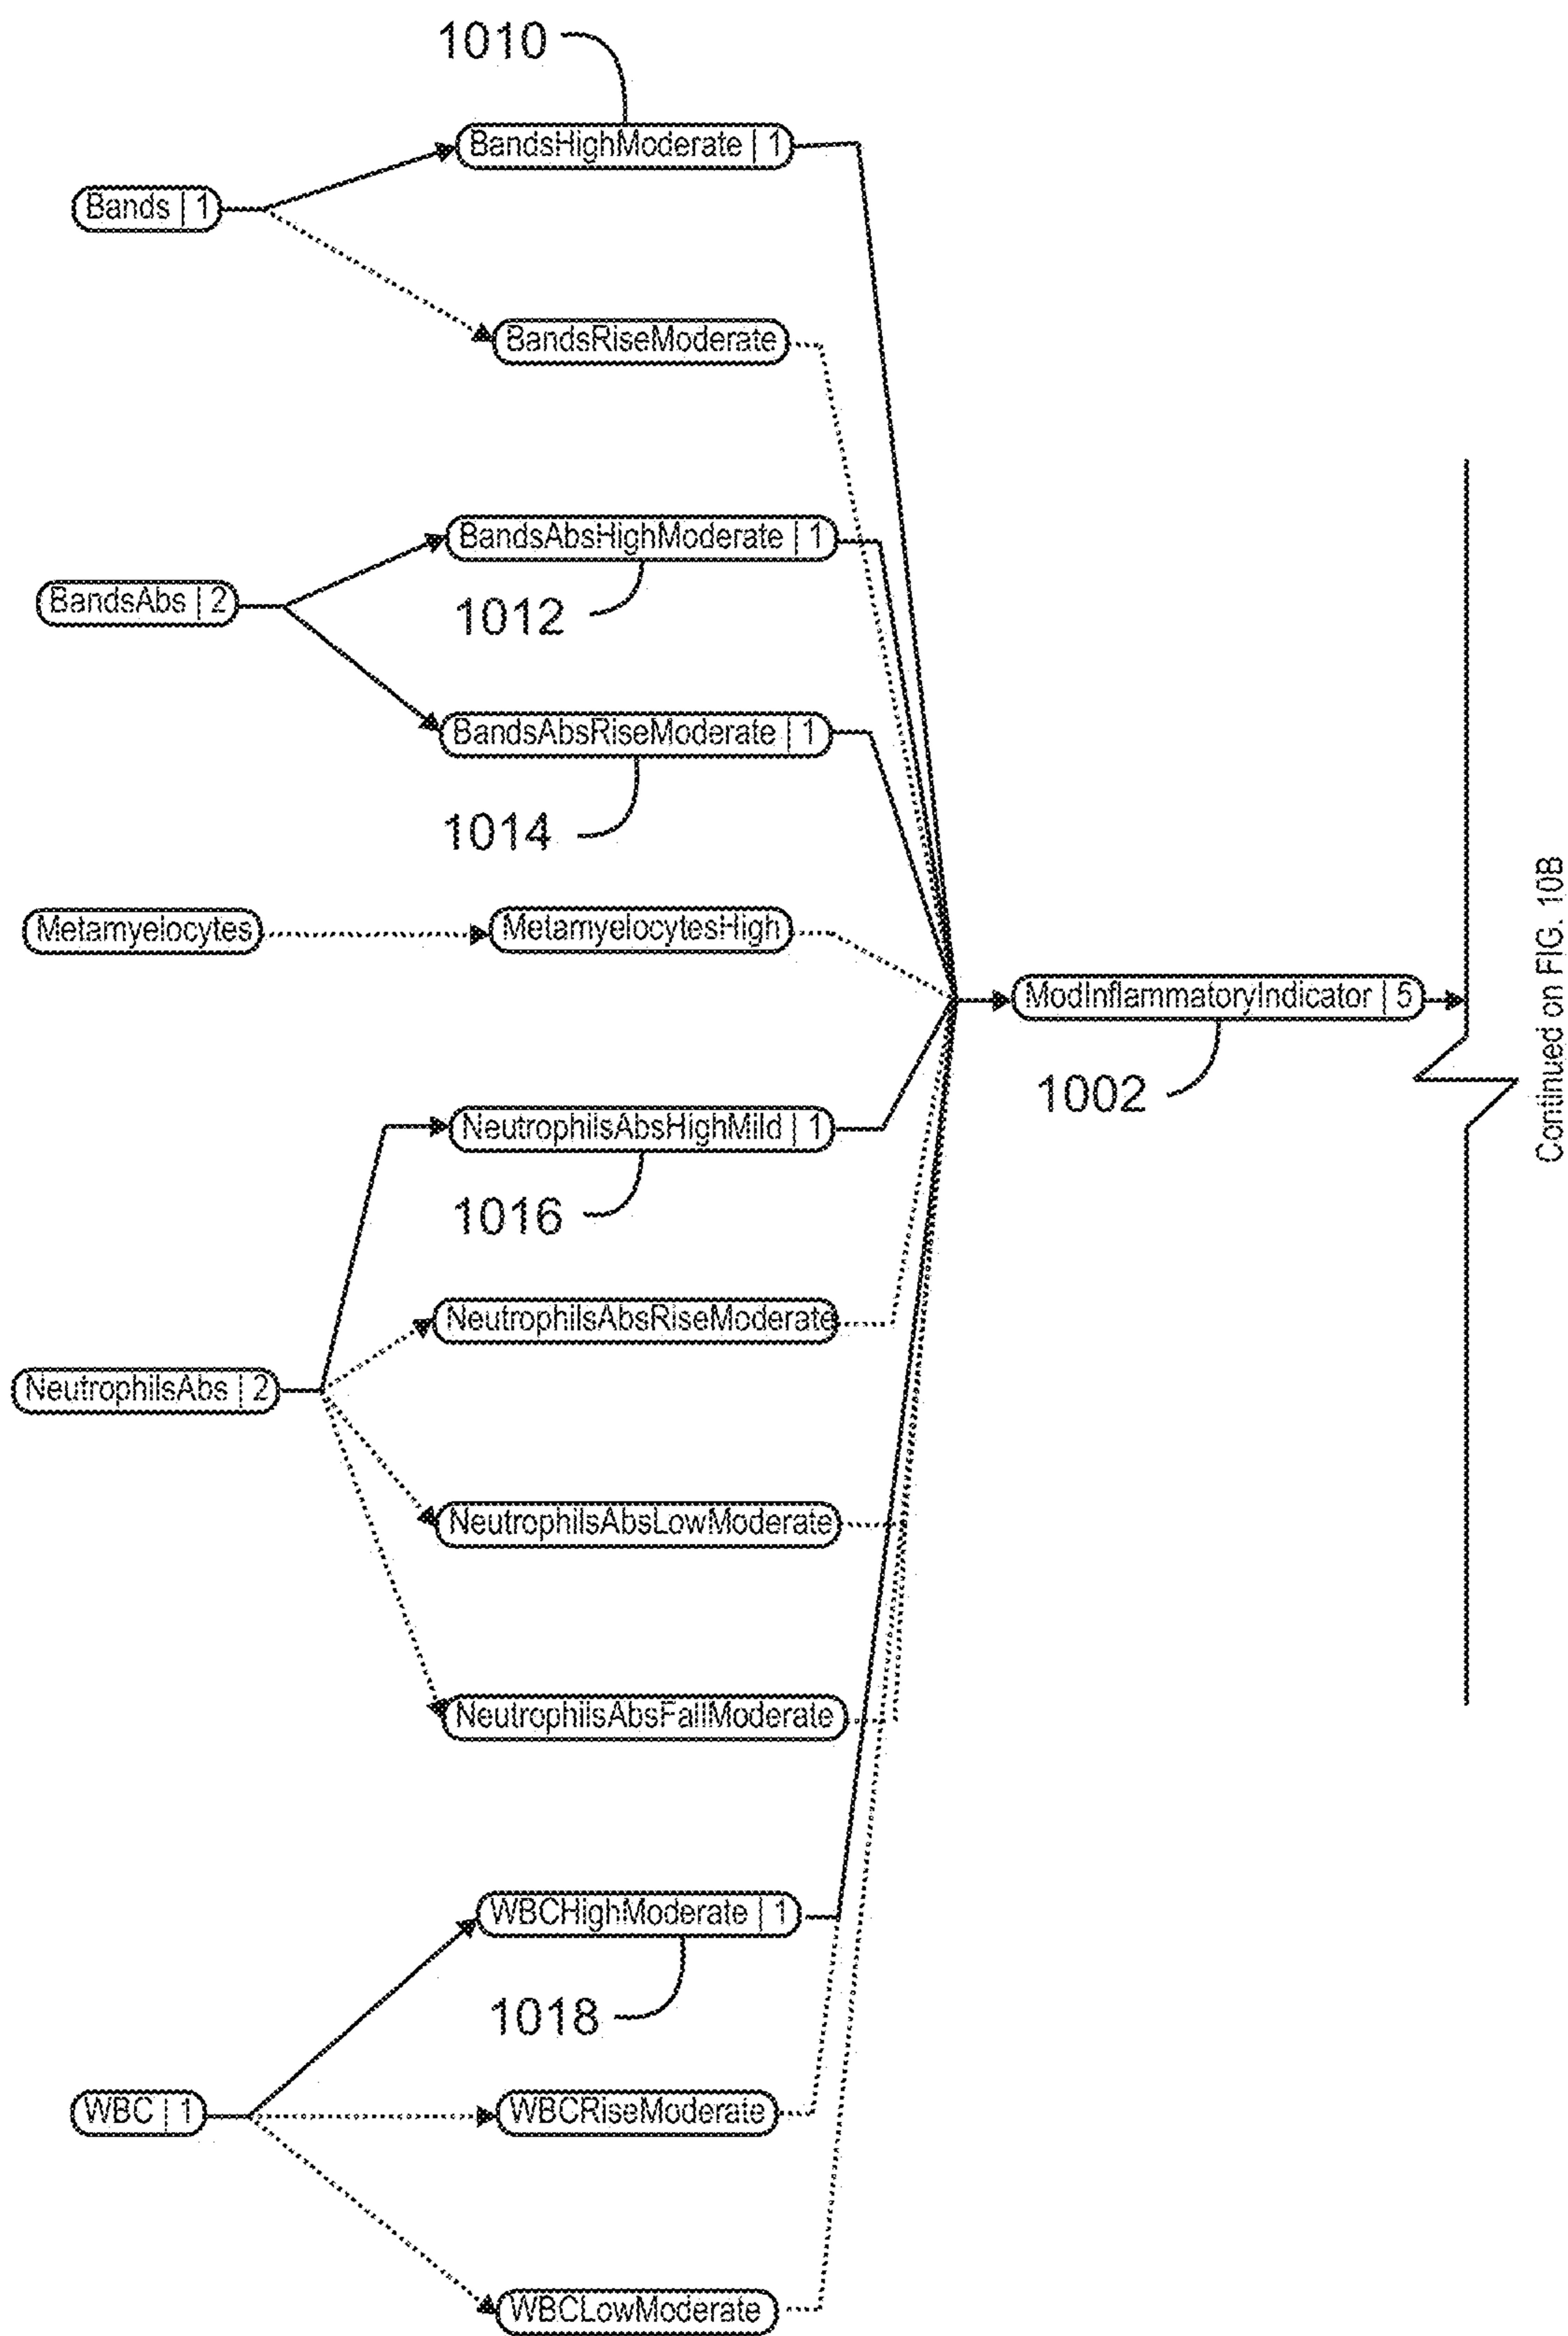 1010
BandsHighModerate | 1
Bands | 1
BandsRiseModerate
BandsAbsHighModerate | 1
BandsAbs | 2
1012
BandsAbsRiseModerate | 1
1014
Metamyelocytes
MetamyelocytesHigh
ModInflammatoryIndicator | 5
1002
Continued on FIG. 10B
NeutrophilsAbsHighMild | 1
1016
NeutrophilsAbsRiseModerate
NeutrophilsAbs | 2
NeutrophilsAbsLowModerate
NeutrophilsAbsFallModerate
WBCHighModerate | 1
1018
WBC | 1
WBCRiseModerate
WBCLowModerate